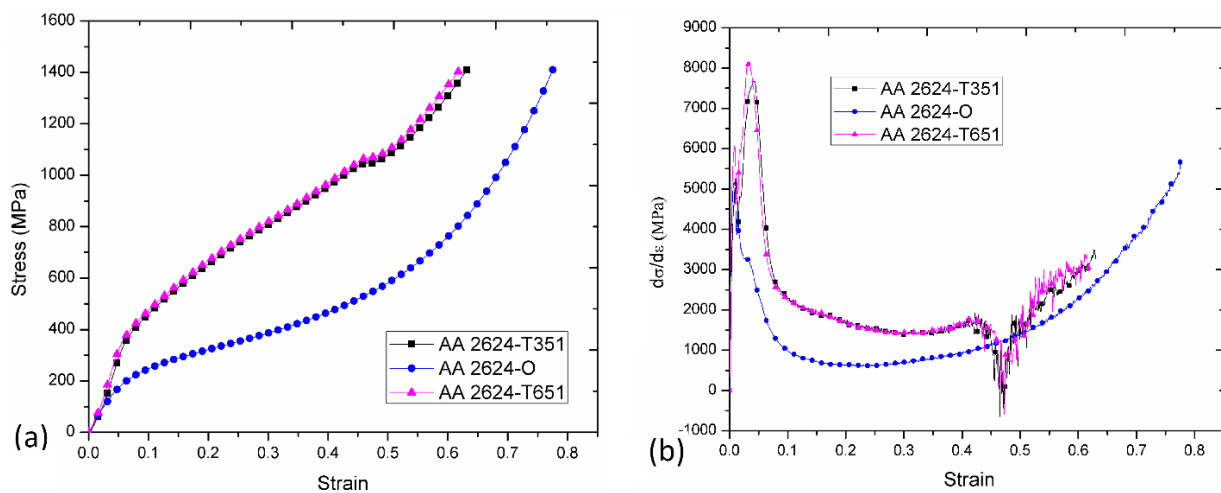 1600
1400
1200
1000
800
600
400
200
0
Stress (MPa)
AA 2624-T351
AA 2624-O
AA 2624-T651
0.0 0.1 0.2 0.3 0.4 0.5 0.6 0.7 0.8
Strain
(a)
9000
8000
7000
6000
5000
4000
3000
2000
1000
0
-1000
dσ/dε (MPa)
AA 2624-T351
AA 2624-O
AA 2624-T651
0.0 0.1 0.2 0.3 0.4 0.5 0.6 0.7 0.8
Strain
(b)